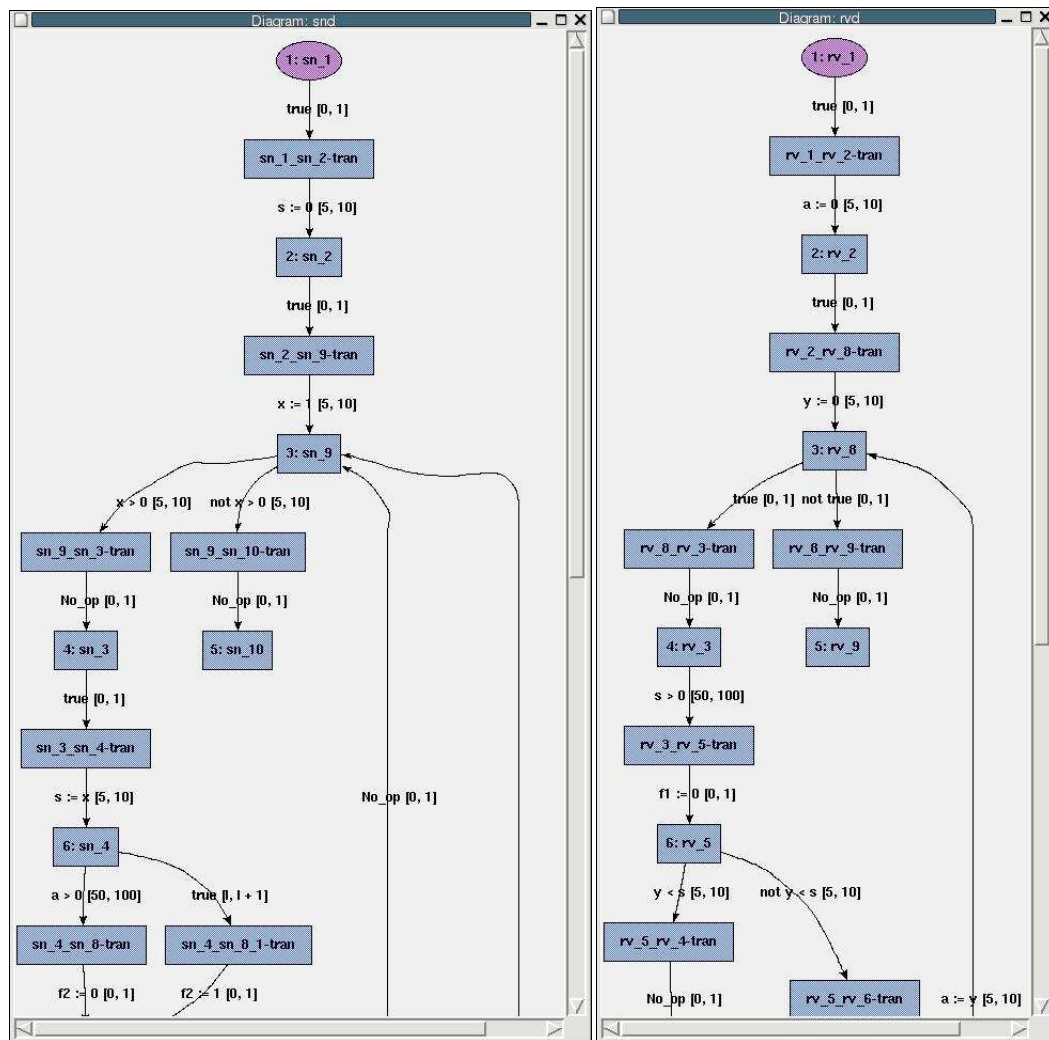 Diagram: snd
1: sn_1
true [0, 1]
sn_1_sn_2-tran
s := 0 [5, 10]
2: sn_2
true [0, 1]
sn_2_sn_9-tran
x := 1 [5, 10]
3: sn_9
x > 0 [5, 10]
not x > 0 [5, 10]
sn_9_sn_3-tran
sn_9_sn_10-tran
No_op [0, 1]
No_op [0, 1]
4: sn_3
5: sn_10
true [0, 1]
sn_3_sn_4-tran
s := x [5, 10]
No_op [0, 1]
6: sn_4
a > 0 [50, 100]
true [l, l + 1]
sn_4_sn_8-tran
sn_4_sn_8_1-tran
f2 := 0 [0, 1]
f2 := 1 [0, 1]
Diagram: rvd
1: rv_1
true [0, 1]
rv_1_rv_2-tran
a := 0 [5, 10]
2: rv_2
true [0, 1]
rv_2_rv_8-tran
y := 0 [5, 10]
3: rv_8
true [0, 1]
not true [0, 1]
rv_8_rv_3-tran
rv_8_rv_9-tran
No_op [0, 1]
No_op [0, 1]
4: rv_3
5: rv_9
s > 0 [50, 100]
rv_3_rv_5-tran
f1 := 0 [0, 1]
6: rv_5
y < s [5, 10]
not y < s [5, 10]
rv_5_rv_4-tran
rv_5_rv_6-tran
No_op [0, 1]
a := y [5, 10]